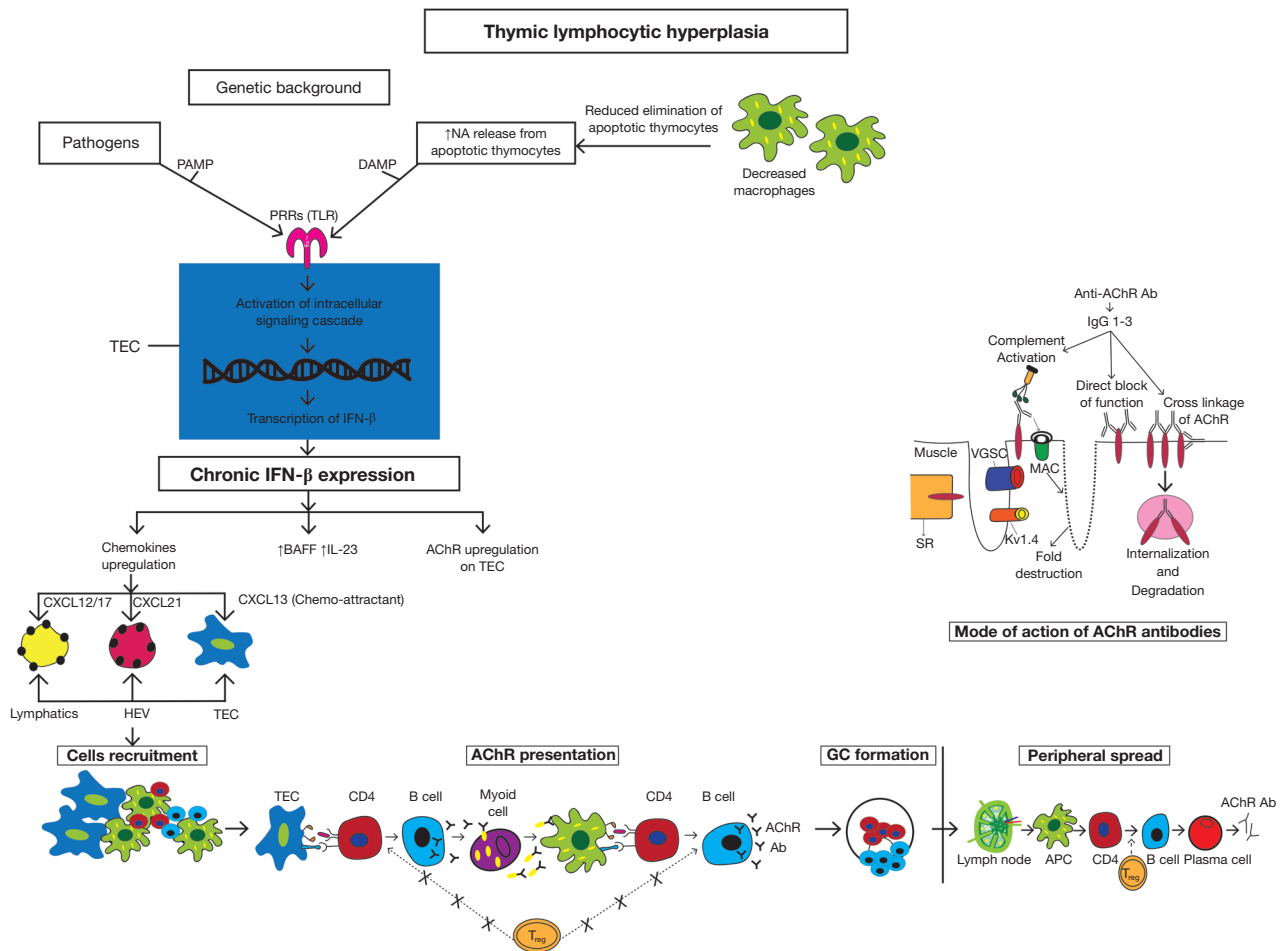 Thymic lymphocytic hyperplasia
Genetic background
Pathogens
PAMP
↑NA release from
apoptotic thymocytes
DAMP
Reduced elimination of
apoptotic thymocytes
Decreased
macrophages
PRRs (TLR)
Activation of intracellular
signaling cascade
TEC
Transcription of IFN-β
Chronic IFN-β expression
Chemokines
upregulation
↑BAFF ↑IL-23
AChR upregulation
on TEC
CXCL12/17
CXCL21
CXCL13 (Chemo-attractant)
Lymphatics
HEV
TEC
Anti-AChR Ab
IgG 1-3
Complement
Activation
Direct block
of function
Cross linkage
of AChR
Muscle
VGSC
MAC
SR
Kv1.4
Fold
destruction
Internalization
and
Degradation
Mode of action of AChR antibodies
Cells recruitment
AChR presentation
GC formation
Peripheral spread
TEC
CD4
B cell
Myoid
cell
CD4
B cell
AChR
Ab
Treg
Lymph node
APC
CD4
B cell
Plasma cell
AChR Ab
Treg